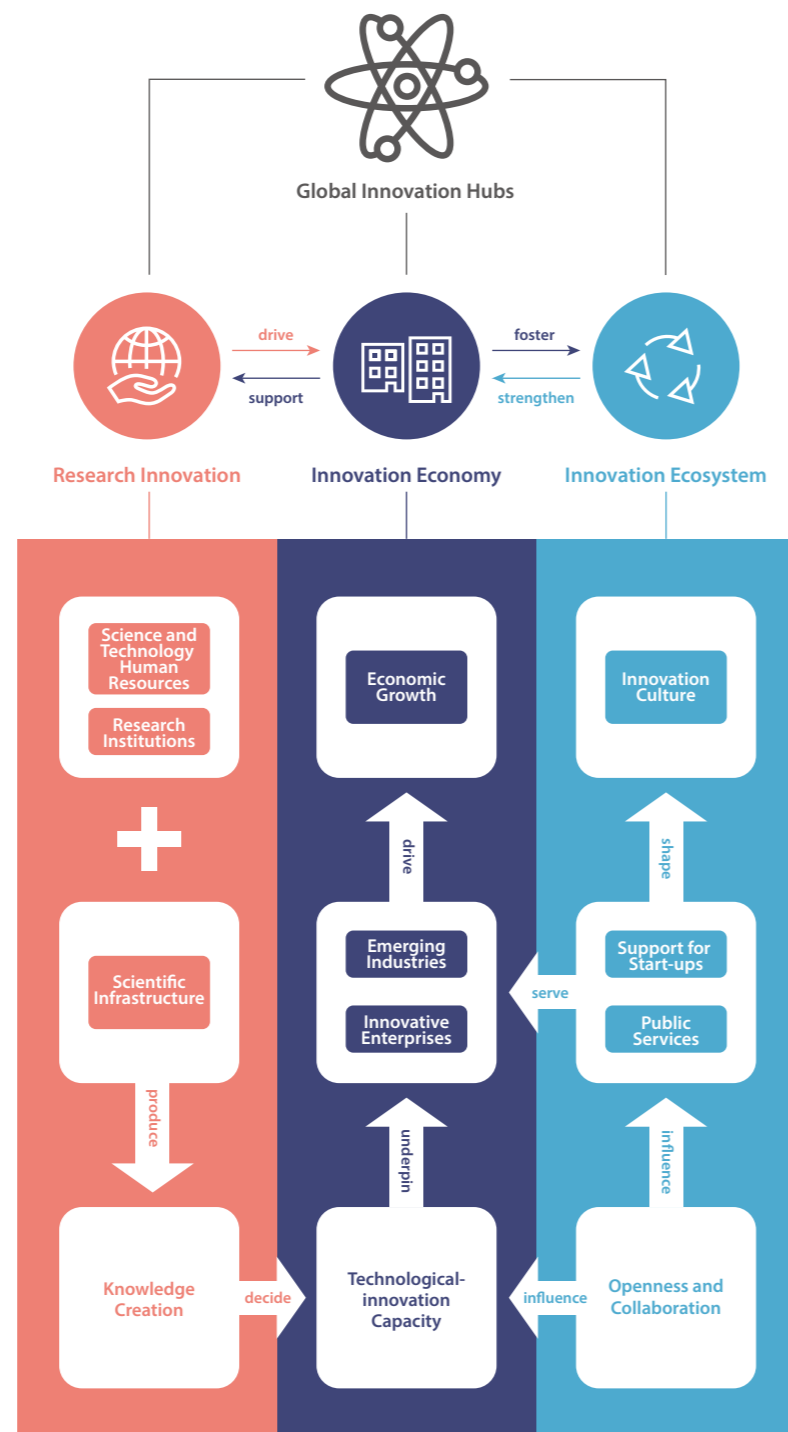 Global Innovation Hubs
drive
foster
support
strengthen
Research Innovation
Innovation Economy
Innovation Ecosystem
Science and
Technology
Human
Resources
Research
Institutions
Economic
Growth
Innovation
Culture
drive
shape
Scientific
Infrastructure
Emerging
Industries
Innovative
Enterprises
serve
Support for
Start-ups
Public
Services
produce
underpin
influence
Knowledge
Creation
decide
Technological-
innovation
Capacity
influence
Openness and
Collaboration